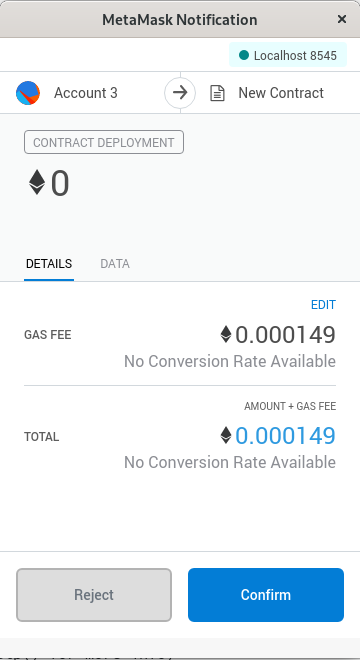 MetaMask Notification ×
Localhost 8545
Account 3 New Contract
CONTRACT DEPLOYMENT
0
DETAILS DATA
EDIT
GAS FEE 0.000149
No Conversion Rate Available
AMOUNT + GAS FEE
TOTAL 0.000149
No Conversion Rate Available
Reject Confirm